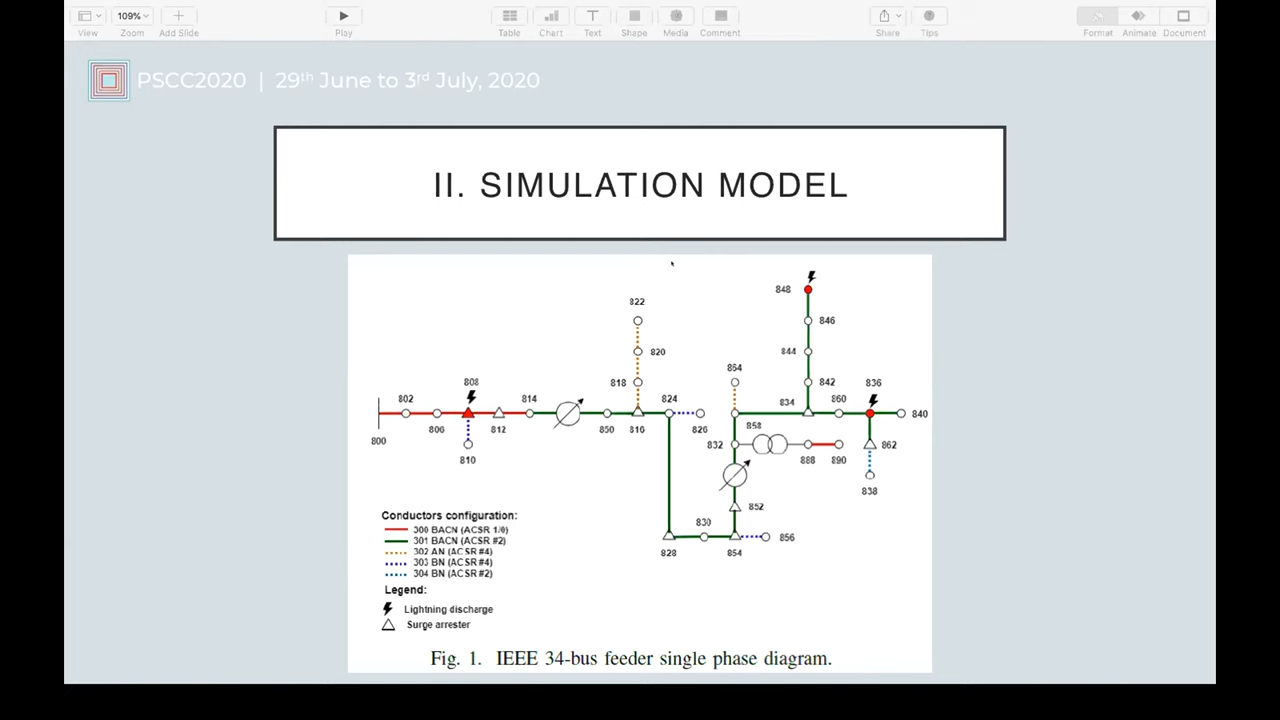 109%
View
Zoom
Add Slide
Play
Table
Chart
Text
Shape
Media
Comment
Share
Tips
Format
Animate
Document
PSCC2020 | 29th June to 3rd July, 2020
II. SIMULATION MODEL
848
822
846
820
844
864
808
818
842
836
802
814
824
834
860
840
800
806
812
850
816
826
858
832
862
810
888
890
838
852
830
856
828
854
Conductors configuration:
300 BACN (ACSR 1/0)
301 BACN (ACSR #2)
302 AN (ACSR #4)
303 BN (ACSR #4)
304 BN (ACSR #2)
Legend:
Lightning discharge
Surge arrester
Fig. 1. IEEE 34-bus feeder single phase diagram.